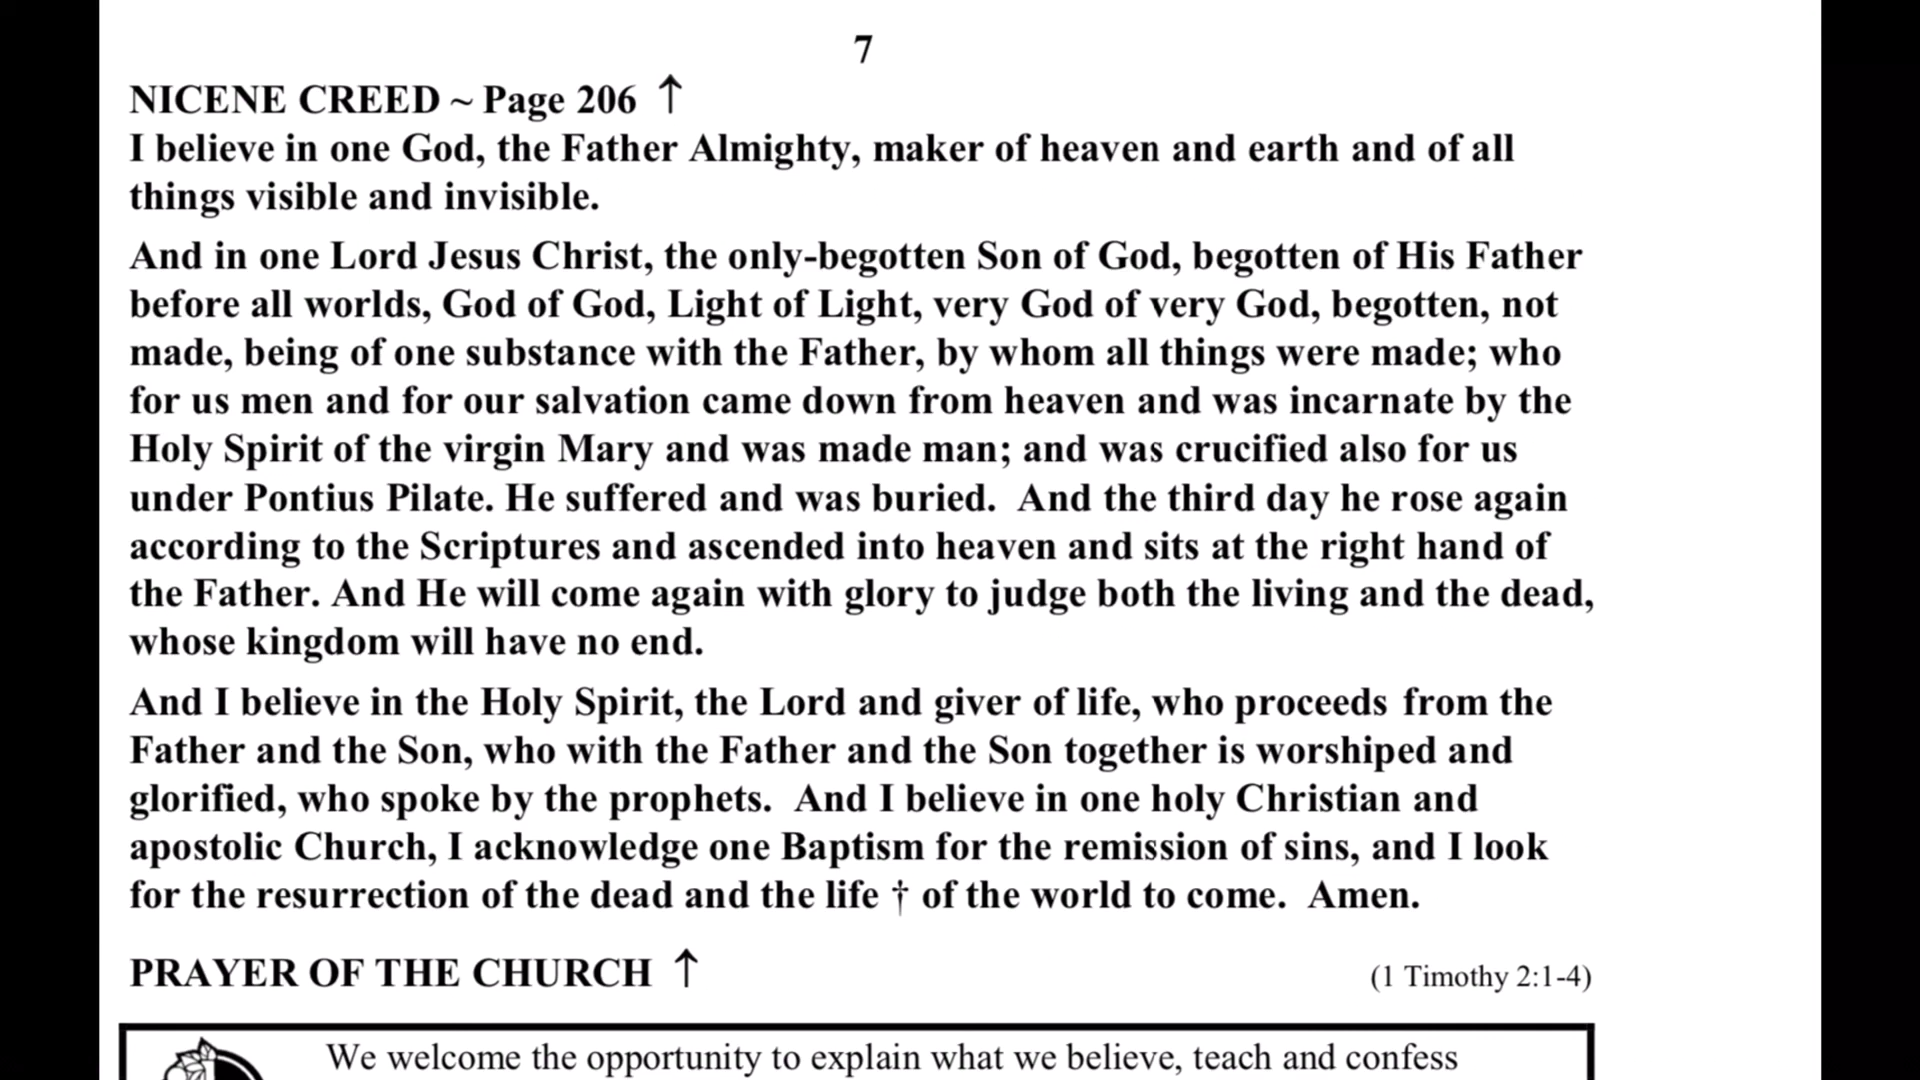 7
NICENE CREED ~ Page 206 ↑
I believe in one God, the Father Almighty, maker of heaven and earth and of all
things visible and invisible.
And in one Lord Jesus Christ, the only-begotten Son of God, begotten of His Father
before all worlds, God of God, Light of Light, very God of very God, begotten, not
made, being of one substance with the Father, by whom all things were made; who
for us men and for our salvation came down from heaven and was incarnate by the
Holy Spirit of the virgin Mary and was made man; and was crucified also for us
under Pontius Pilate. He suffered and was buried.  And the third day he rose again
according to the Scriptures and ascended into heaven and sits at the right hand of
the Father. And He will come again with glory to judge both the living and the dead,
whose kingdom will have no end.
And I believe in the Holy Spirit, the Lord and giver of life, who proceeds from the
Father and the Son, who with the Father and the Son together is worshiped and
glorified, who spoke by the prophets.  And I believe in one holy Christian and
apostolic Church, I acknowledge one Baptism for the remission of sins, and I look
for the resurrection of the dead and the life † of the world to come.  Amen.
PRAYER OF THE CHURCH ↑ (1 Timothy 2:1-4)
We welcome the opportunity to explain what we believe, teach and confess